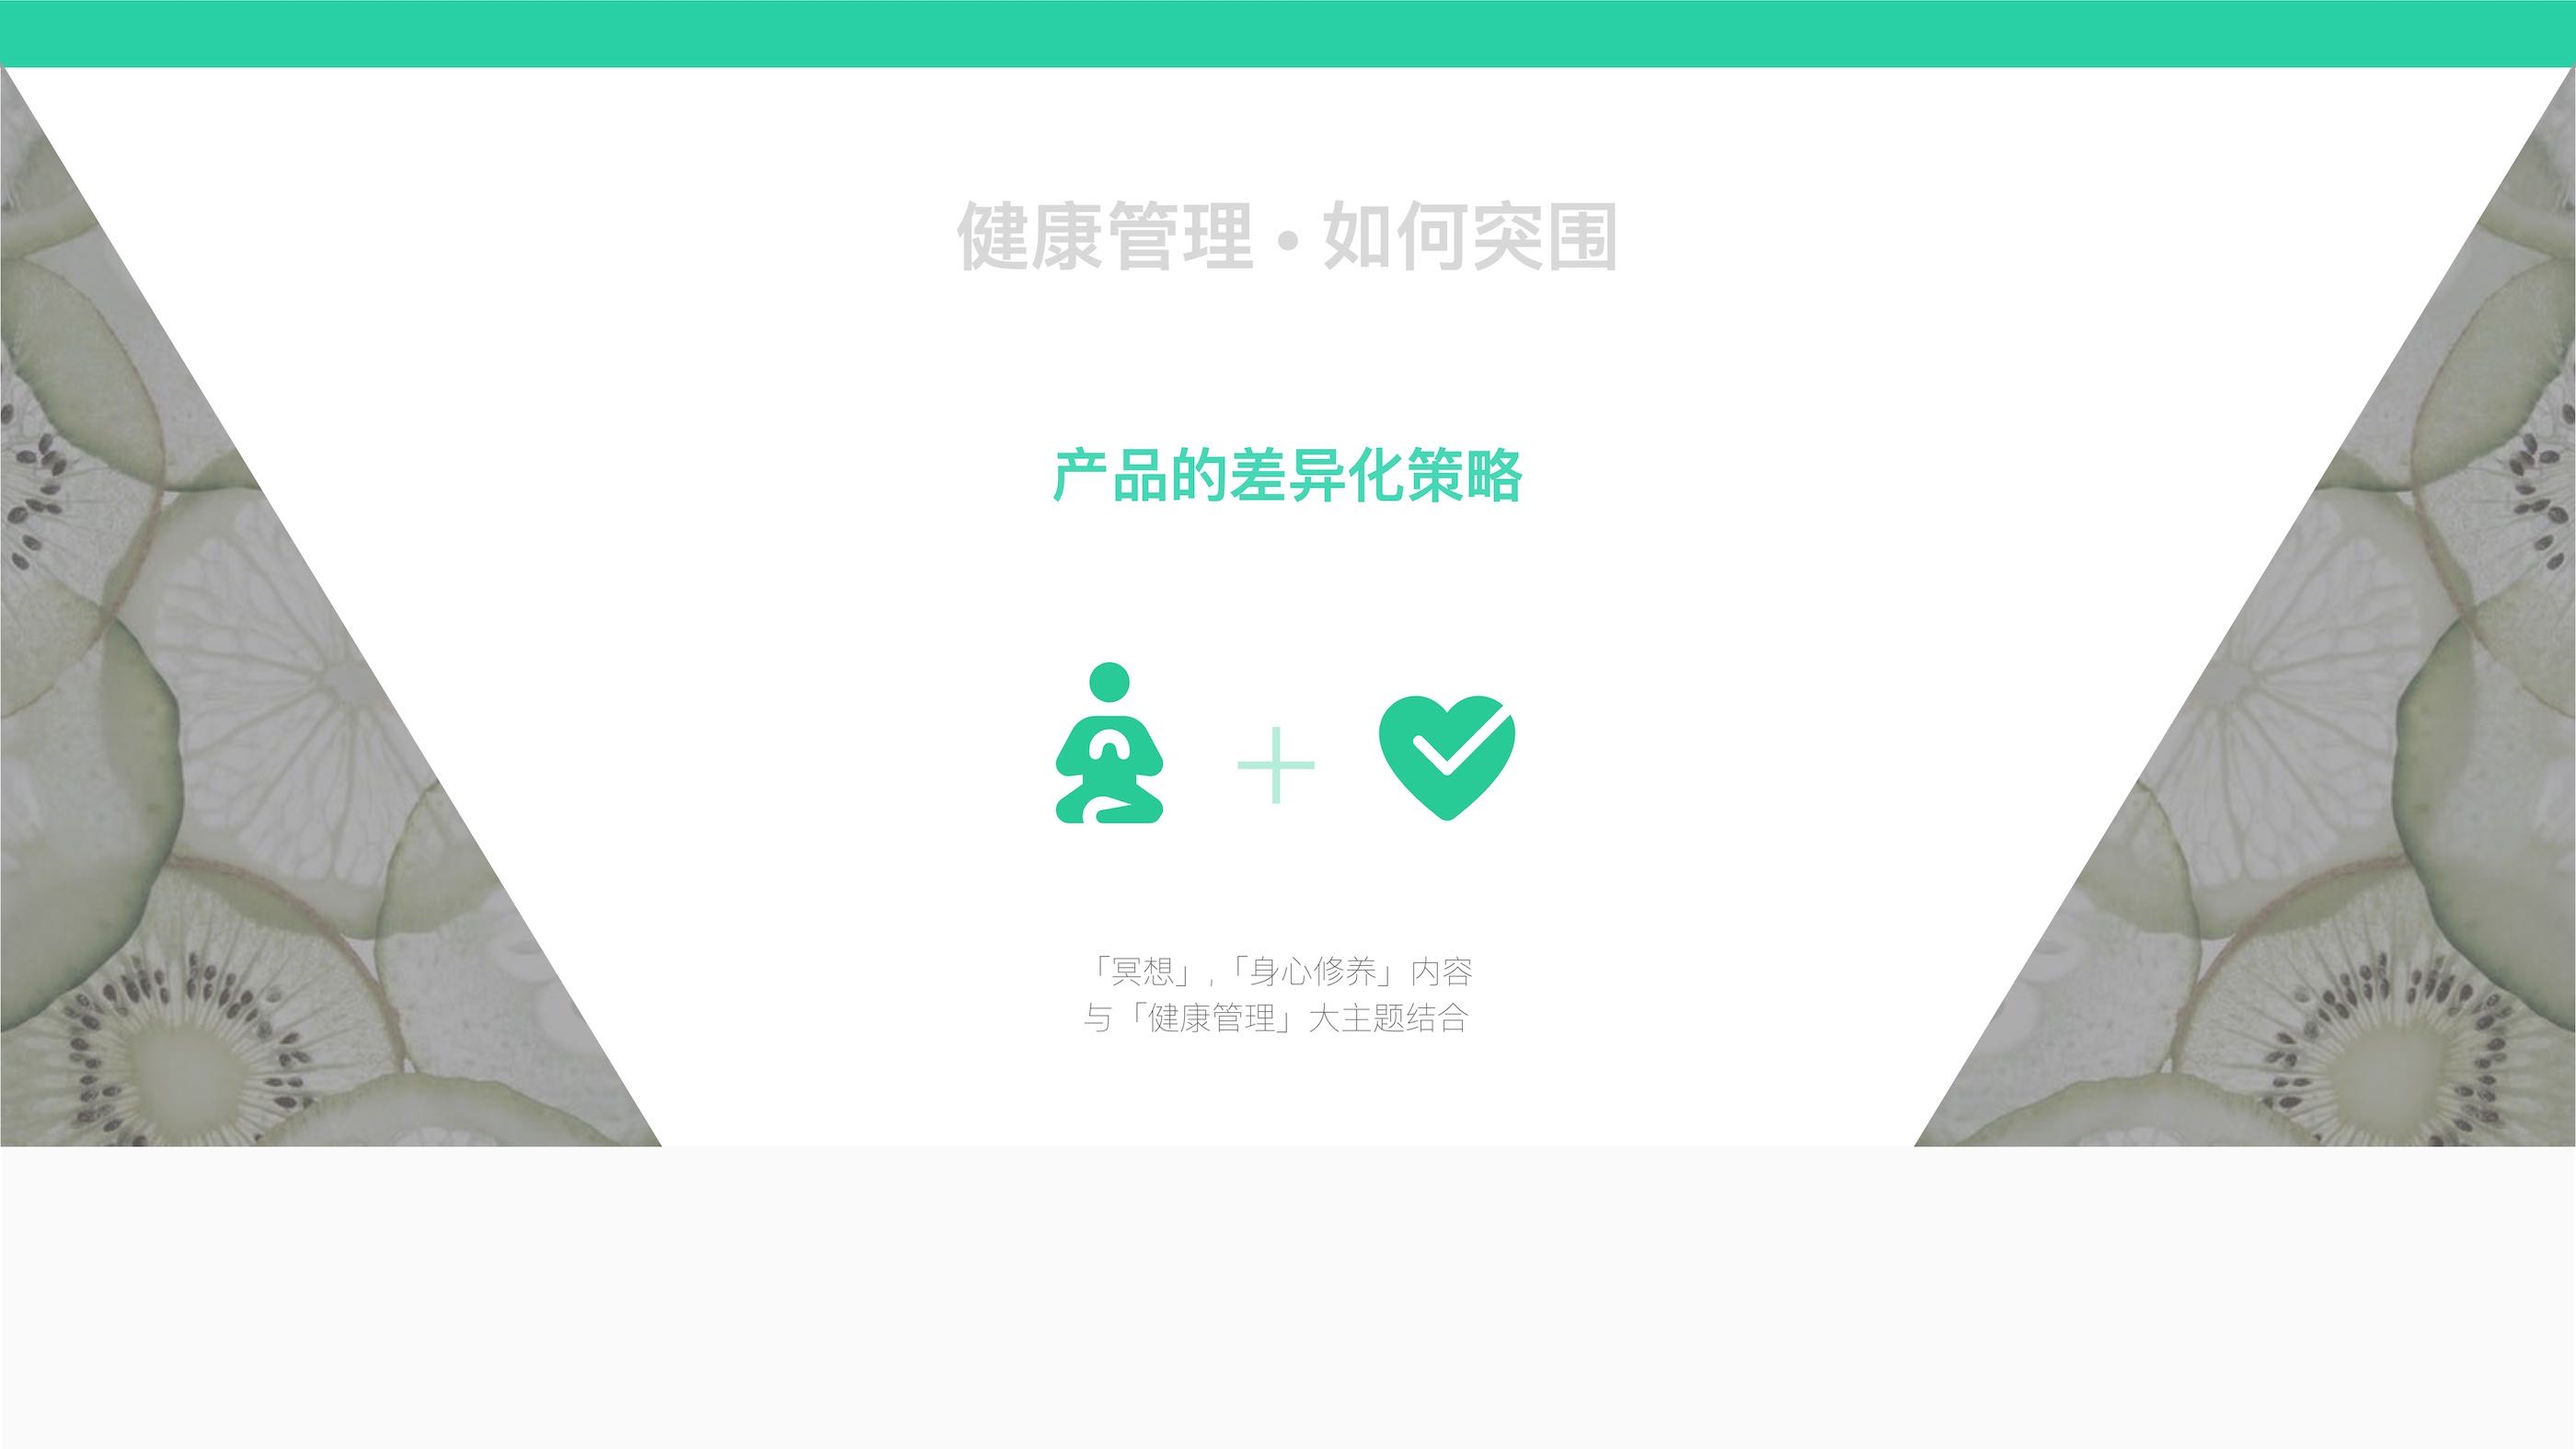 健康管理•如何突围
产品的差异化策略
「冥想」,「身心修养」内容
与「健康管理」大主题结合